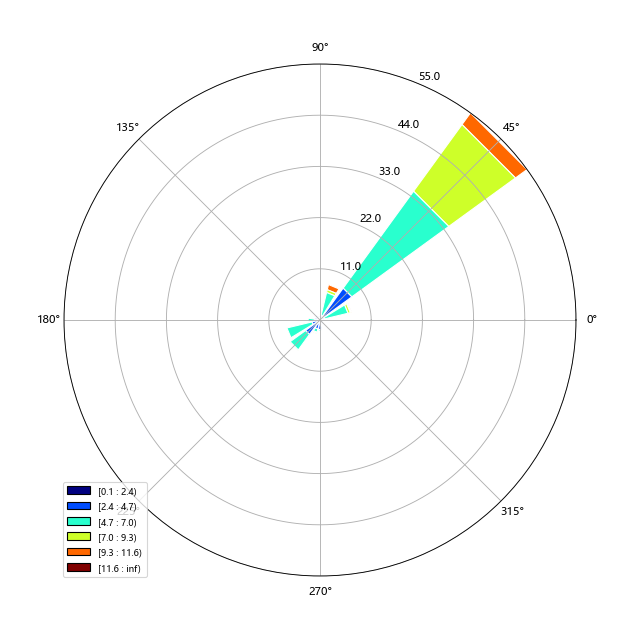 90°
55.0
135°
44.0
45°
33.0
22.0
11.0
180°
0°
[0.1 : 2.4)
[2.4 : 4.7)
225°
315°
[4.7 : 7.0)
[7.0 : 9.3)
[9.3 : 11.6)
[11.6 : inf)
270°